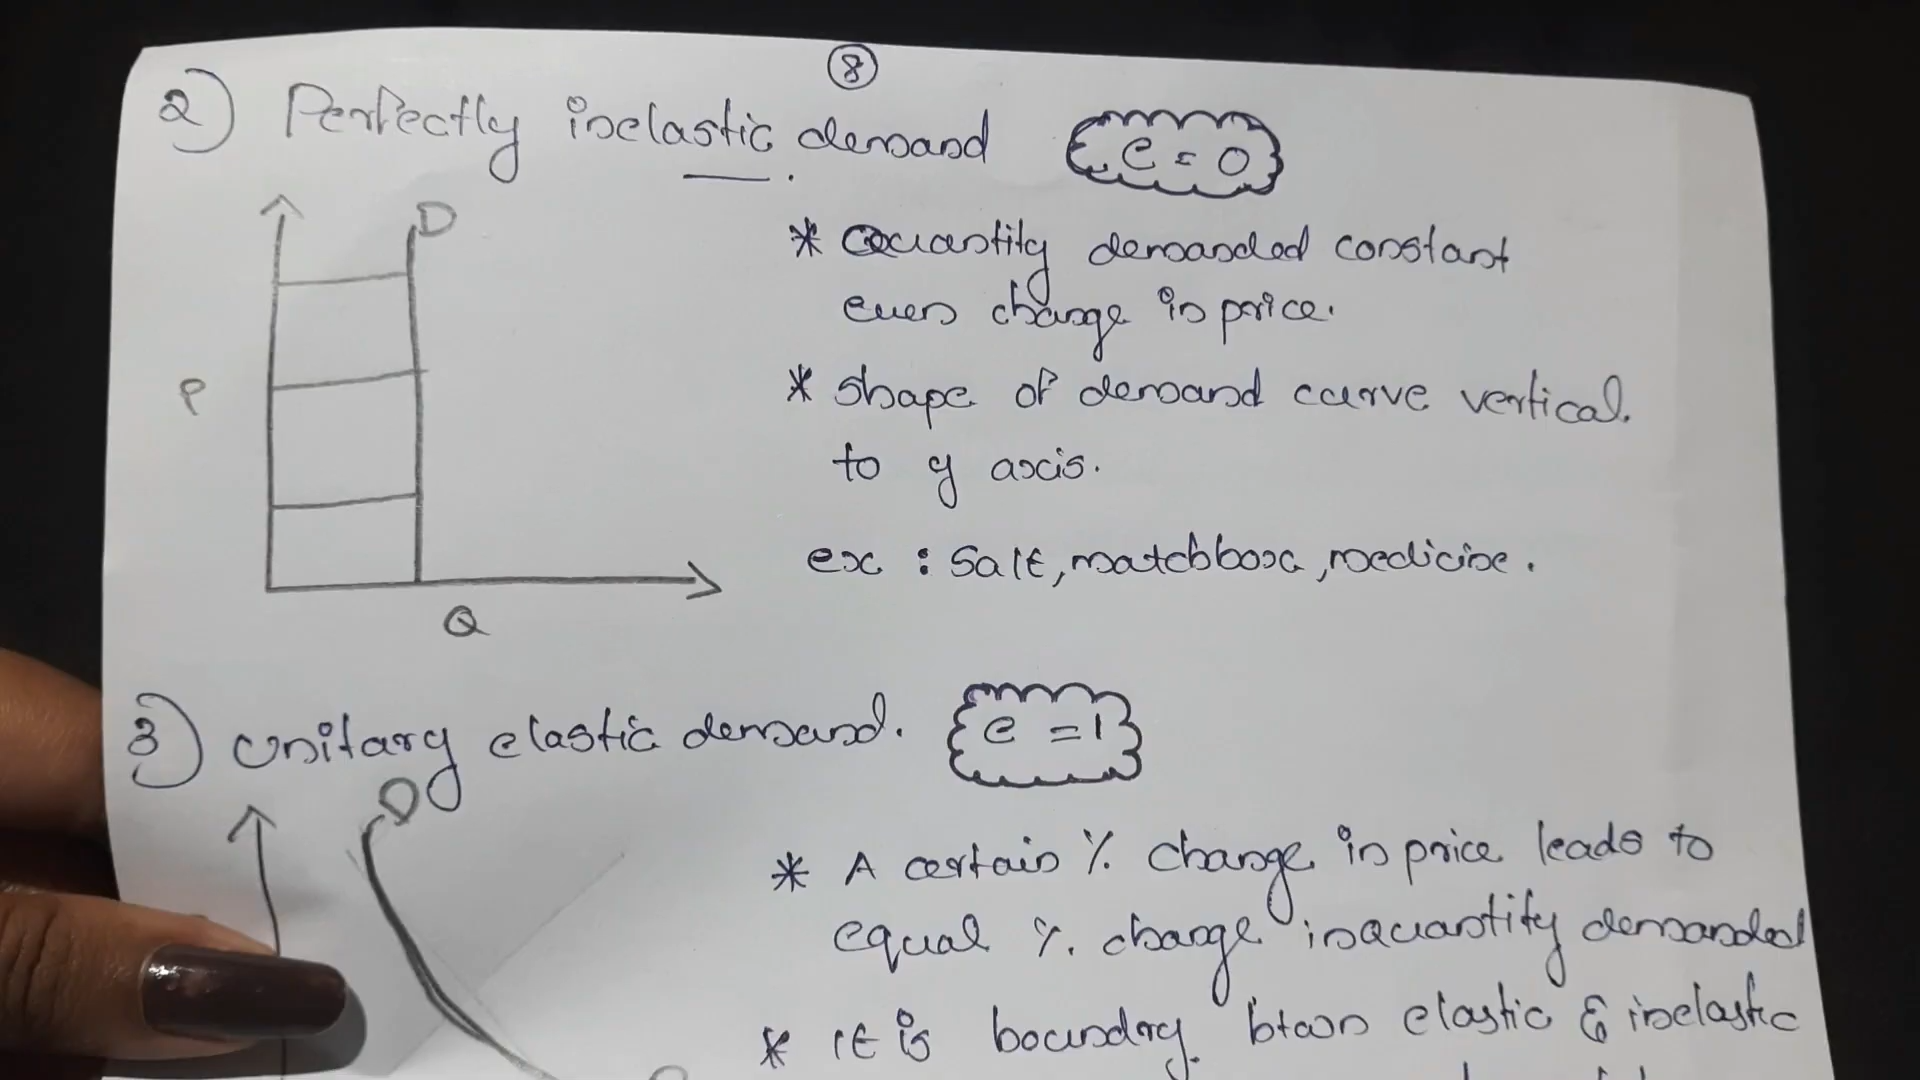 8
2) Perfectly inelastic demand e = 0
D
P
Q
* Quantity demanded constant
even change in price.
* shape of demand curve vertical
to y axis.
ex : Salt, matchbox, medicine.
3) Unitary elastic demand. e = 1
D
* A certain % change in price leads to
equal % change in quantity demanded
* It is boundry btwn elastic & inelastic